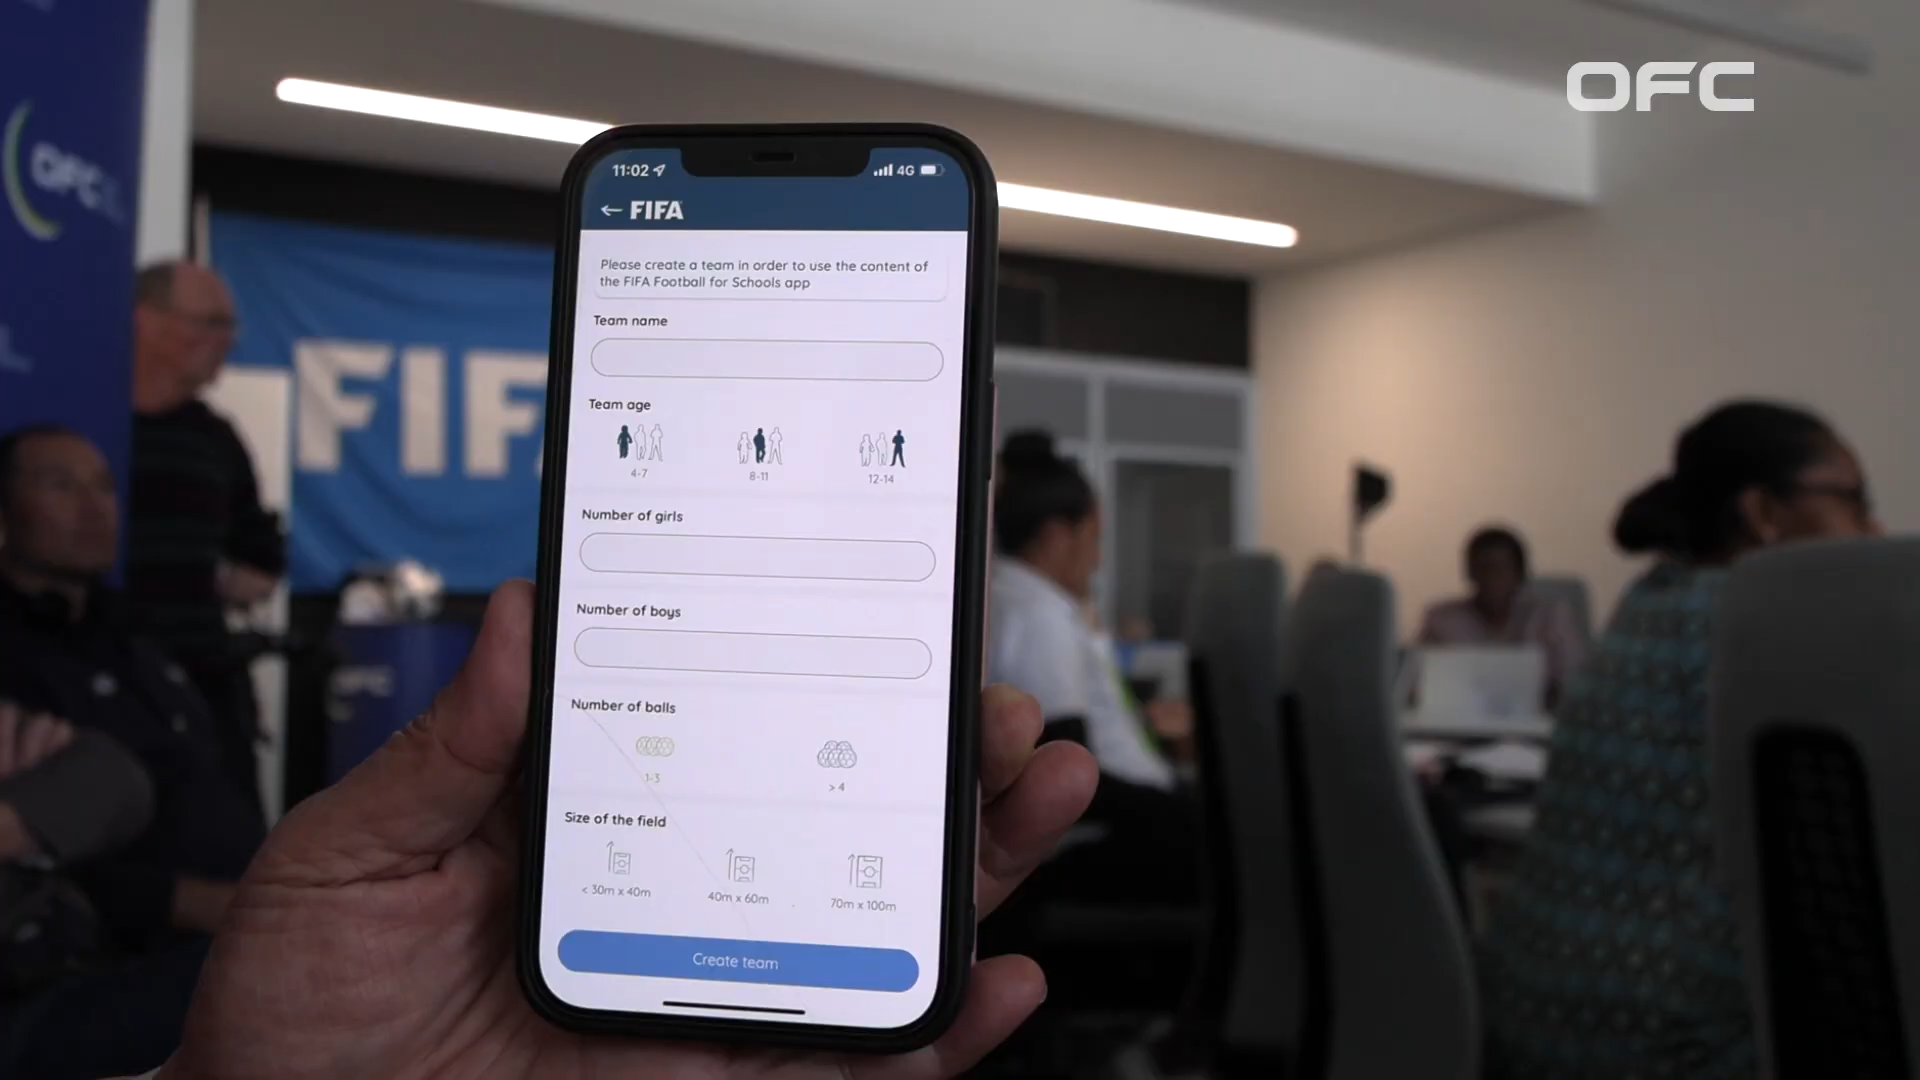 OFC
OFC
FIF
11:02
4G
FIFA
Please create a team in order to use the content of
the FIFA Football for Schools app
Team name
Team age
4-7
8-11
12-14
Number of girls
Number of boys
Number of balls
1-3
> 4
Size of the field
< 30m x 40m
40m x 60m
70m x 100m
Create team
OFC